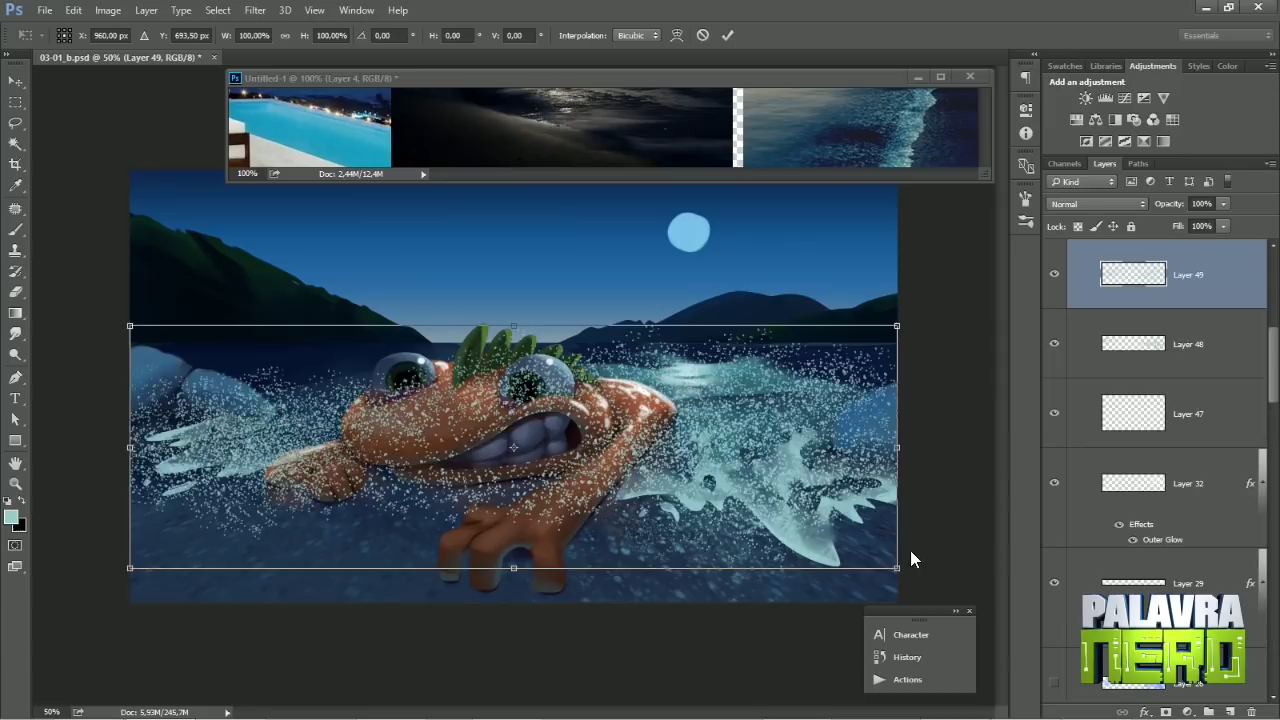 Ps File Edit Image Layer Type Select Filter 3D View Window Help
X: 960,00 px Y: 693,50 px W: 100,00% H: 100,00% 0,00 ° H: 0,00 ° V: 0,00 ° Interpolation: Bicubic Essentials
03-01_b.psd @ 50% (Layer 49, RGB/8) *
Untitled-1 @ 100% (Layer 4, RGB/8) *
100% Doc: 2,44M/12,4M
Swatches Libraries Adjustments Styles Color
Add an adjustment
Channels Layers Paths
Kind
Normal Opacity: 100%
Lock: Fill: 100%
Layer 49
Layer 48
Layer 47
Layer 32 fx
Effects
Outer Glow
Layer 29 fx
Character
History
Actions
PALAVRA
NERD
50% Doc: 5,93M/245,7M